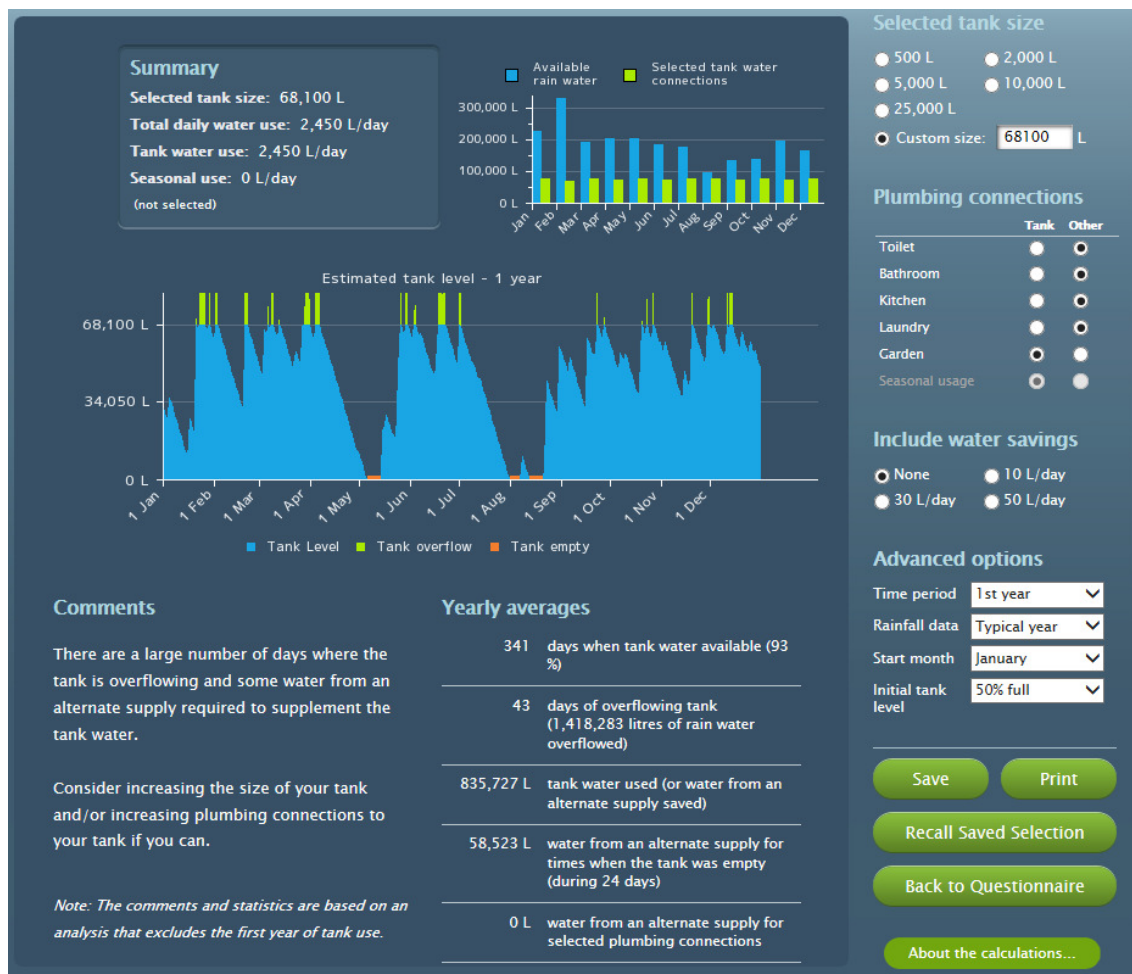 Summary
Selected tank size: 68,100 L
Total daily water use: 2,450 L/day
Tank water use: 2,450 L/day
Seasonal use: 0 L/day
(not selected)
Available
rain water
Selected tank water
connections
300,000 L
200,000 L
100,000 L
0 L
Jan
Feb
Mar
Apr
May
Jun
Jul
Aug
Sep
Oct
Nov
Dec
Estimated tank level - 1 year
68,100 L
34,050 L
0 L
1 Jan
1 Feb
1 Mar
1 Apr
1 May
1 Jun
1 Jul
1 Aug
1 Sep
1 Oct
1 Nov
1 Dec
Tank Level
Tank overflow
Tank empty
Comments
There are a large number of days where the
tank is overflowing and some water from an
alternate supply required to supplement the
tank water.
Consider increasing the size of your tank
and/or increasing plumbing connections to
your tank if you can.
Note: The comments and statistics are based on an
analysis that excludes the first year of tank use.
Yearly averages
341 days when tank water available (93
%)
43 days of overflowing tank
(1,418,283 litres of rain water
overflowed)
835,727 L tank water used (or water from an
alternate supply saved)
58,523 L water from an alternate supply for
times when the tank was empty
(during 24 days)
0 L water from an alternate supply for
selected plumbing connections
Selected tank size
500 L 2,000 L
5,000 L 10,000 L
25,000 L
Custom size: 68100 L
Plumbing connections
Tank Other
Toilet
Bathroom
Kitchen
Laundry
Garden
Seasonal usage
Include water savings
None 10 L/day
30 L/day 50 L/day
Advanced options
Time period 1st year
Rainfall data Typical year
Start month January
Initial tank
level 50% full
Save Print
Recall Saved Selection
Back to Questionnaire
About the calculations...